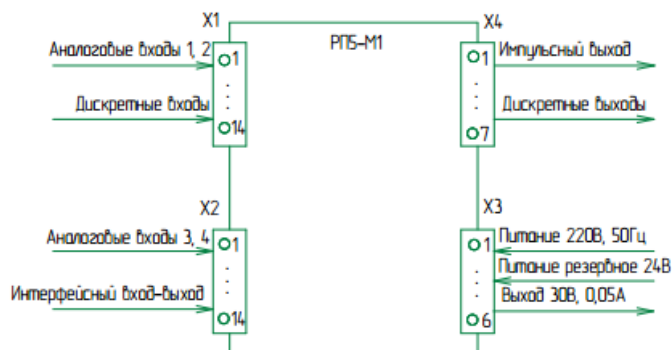 X1
РП5-М1
X4
Аналоговые входы 1, 2
1
1
Импульсный выход
Дискретные входы
14
7
Дискретные выходы
X2
X3
Аналоговые входы 3, 4
1
1
Питание 220В, 50Гц
Питание резервное 24В
Интерфейсный вход-выход
14
6
Выход 30В, 0,05А